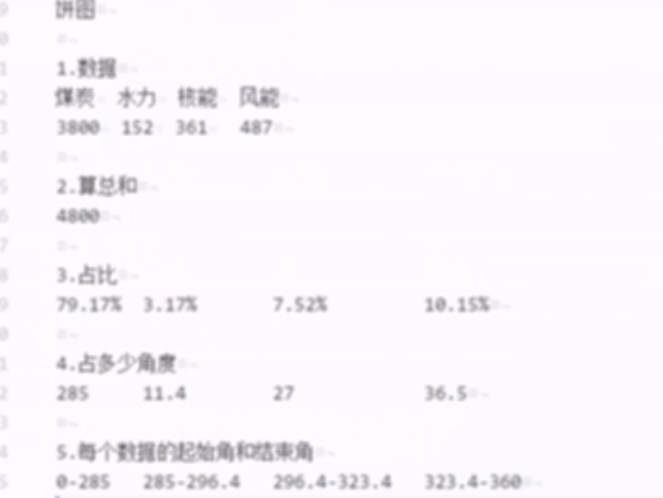 饼图
1.数据
煤炭 水力 核能 风能
3800 152 361 487
2.算总和
4800
3.占比
79.17% 3.17% 7.52% 10.15%
4.占多少角度
285 11.4 27 36.5
5.每个数据的起始角和结束角
0-285 285-296.4 296.4-323.4 323.4-360